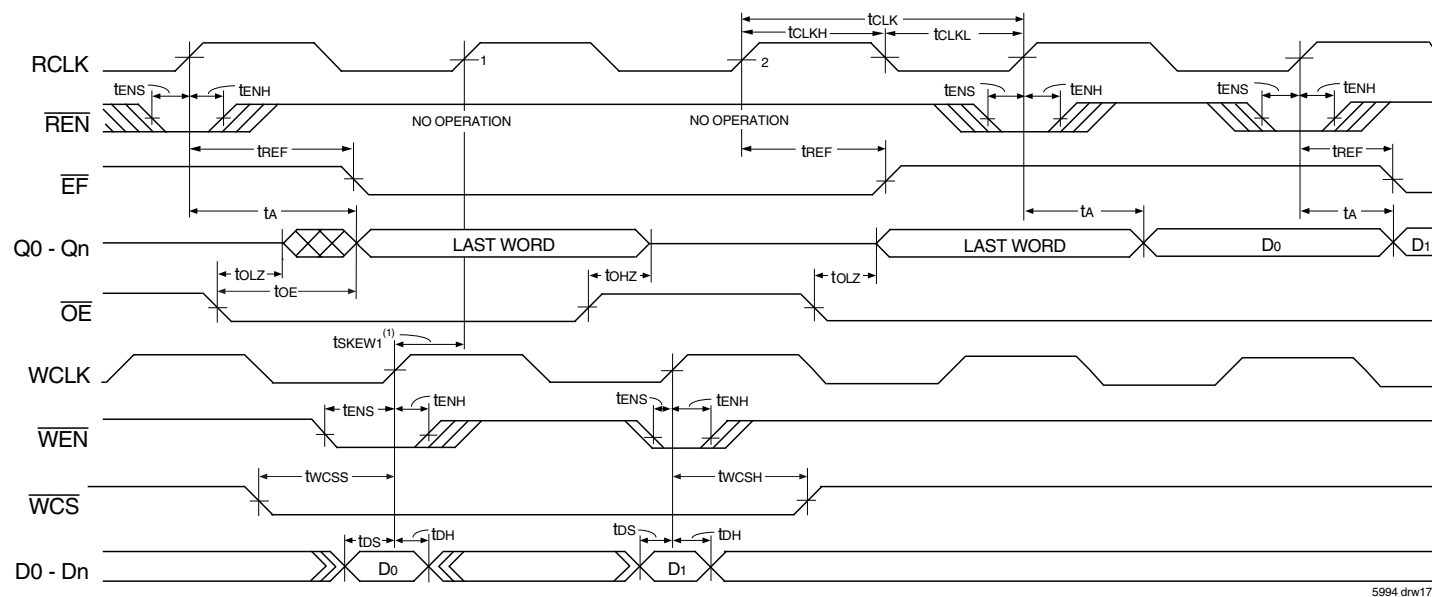 tCLK
tCLKH tCLKL
RCLK 1 2
tENS tENH tENS tENH tENS tENH
REN NO OPERATION NO OPERATION
tREF tREF tREF
EF
tA tA tA
Q0 - Qn LAST WORD LAST WORD D0 D1
tOLZ tOHZ tOLZ
tOE
OE
tSKEW1(1)
WCLK
tENS tENH tENS tENH
WEN
tWCSS tWCSH
WCS
tDS tDH tDS tDH
D0 - Dn D0 D1
5994 drw17